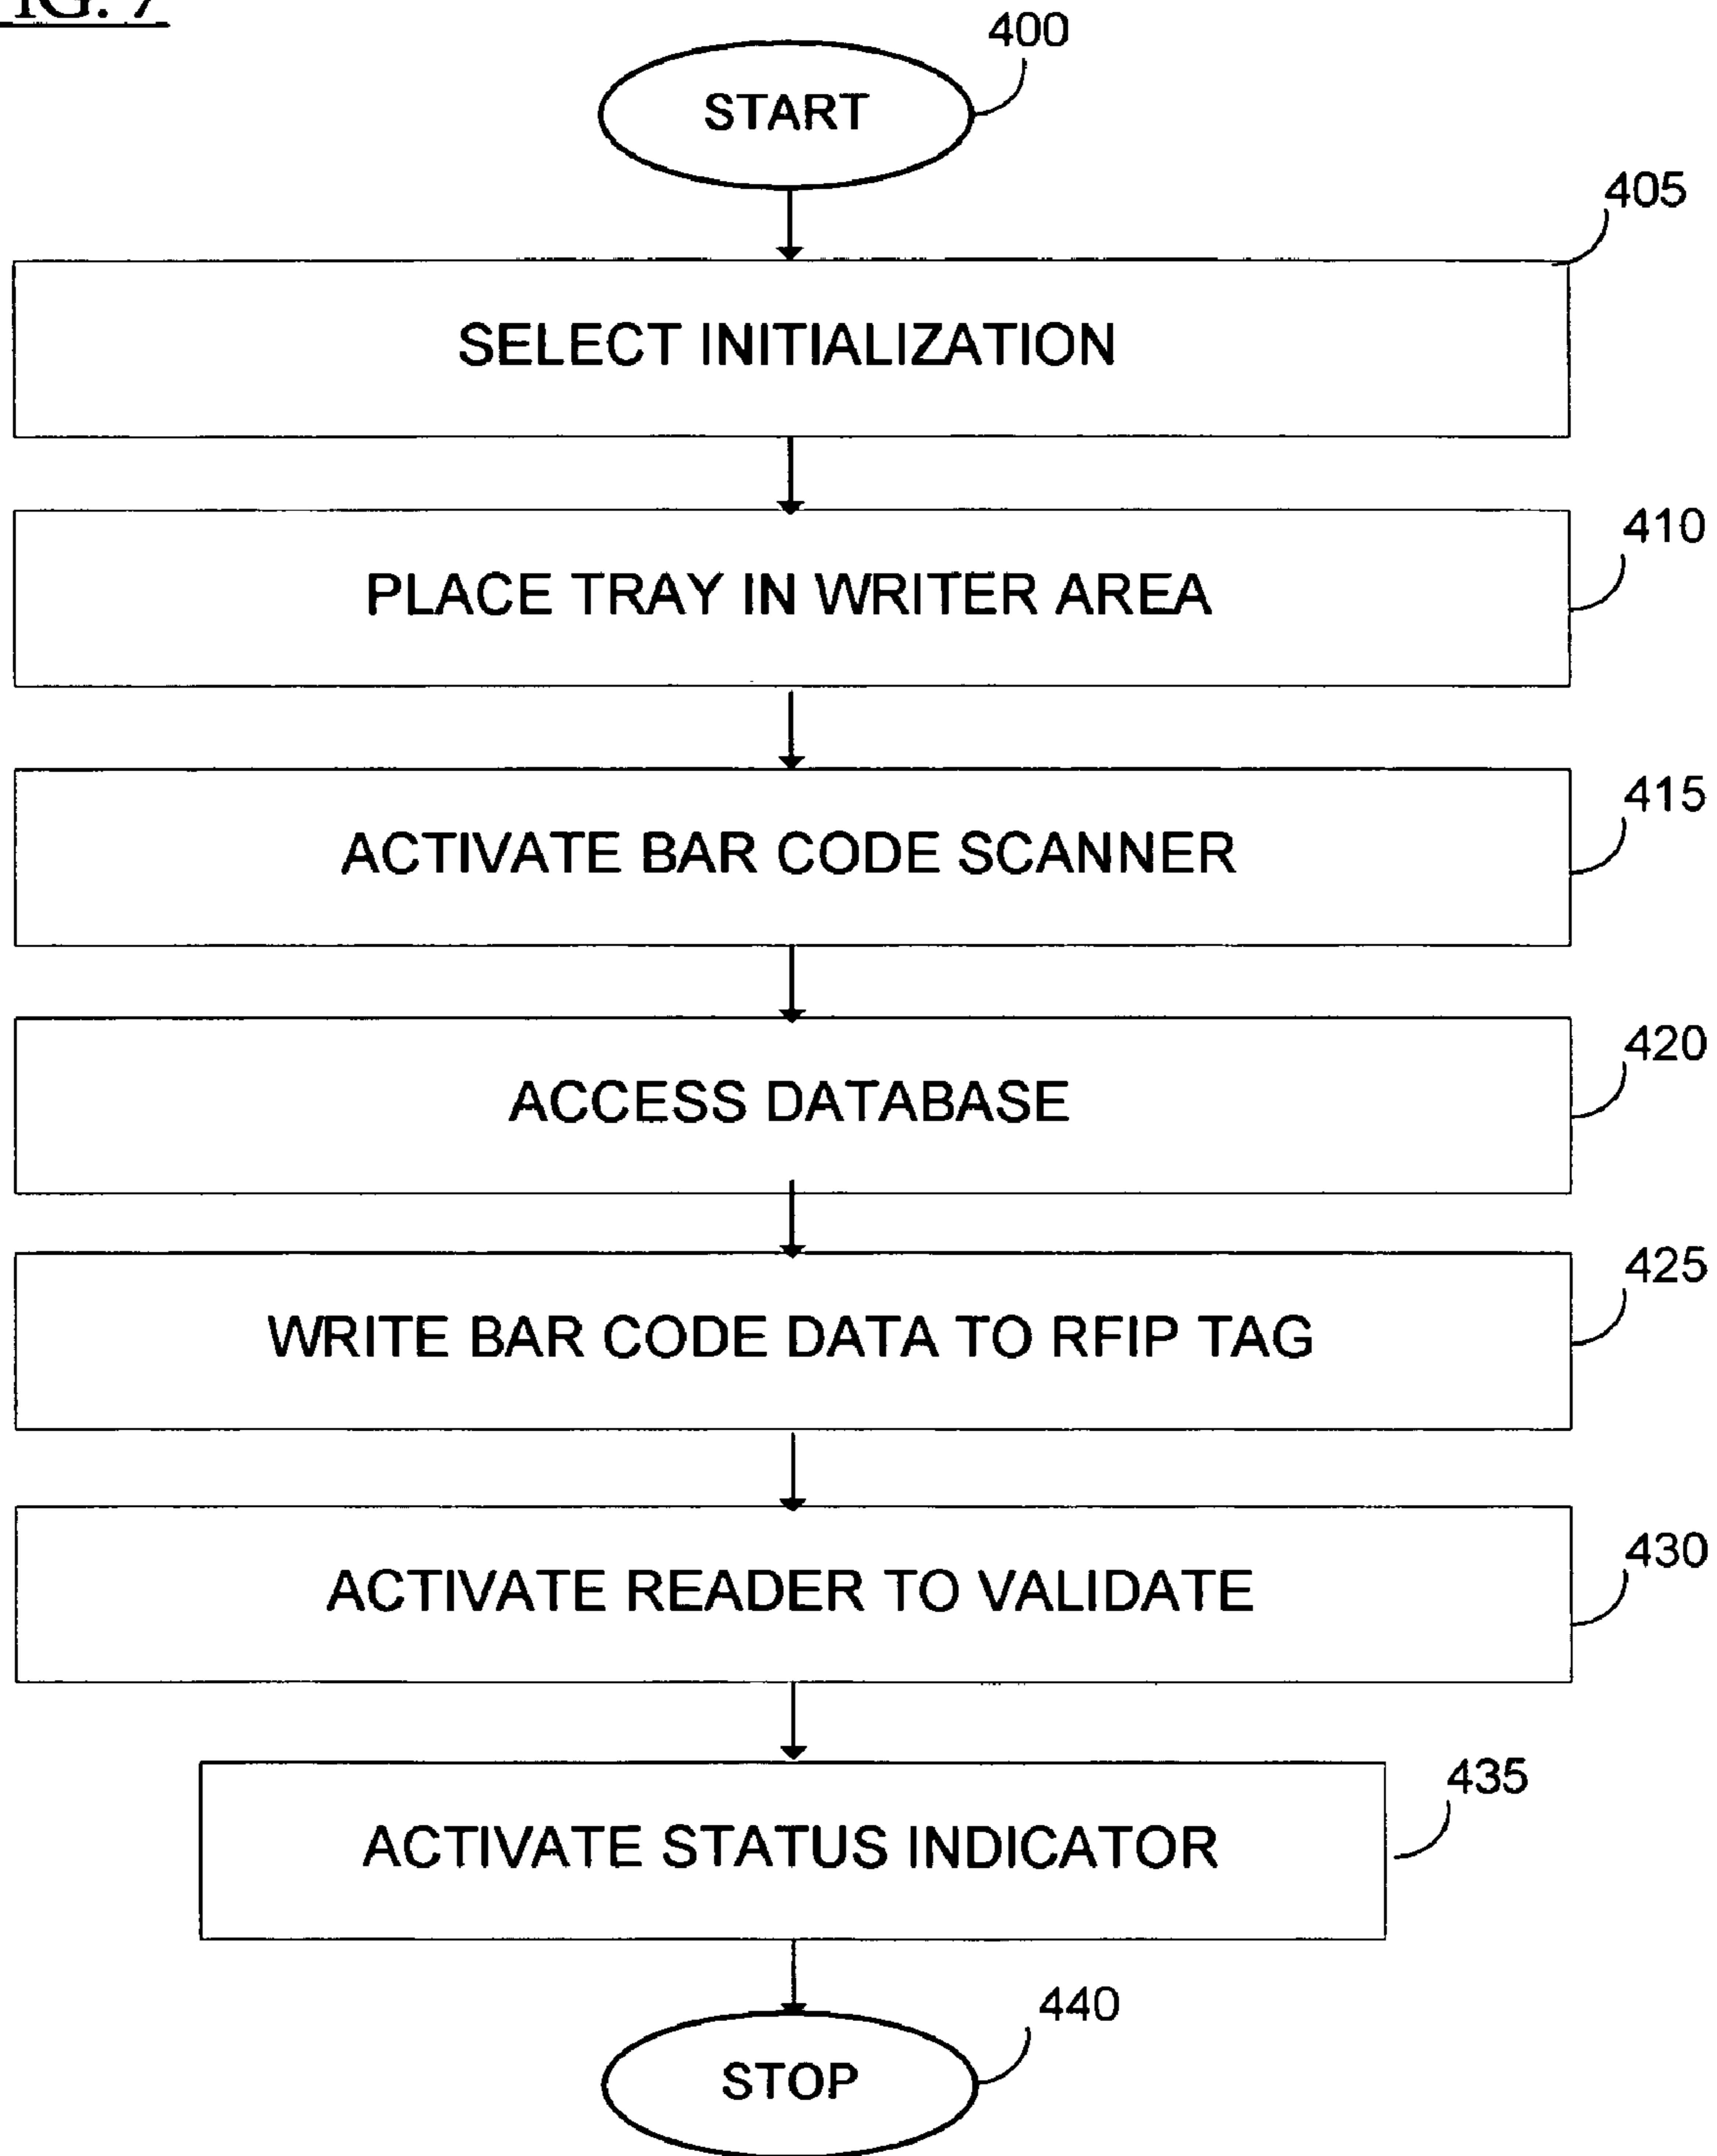 FIG. 7
400
START
405
SELECT INITIALIZATION
410
PLACE TRAY IN WRITER AREA
415
ACTIVATE BAR CODE SCANNER
420
ACCESS DATABASE
425
WRITE BAR CODE DATA TO RFIP TAG
430
ACTIVATE READER TO VALIDATE
435
ACTIVATE STATUS INDICATOR
440
STOP